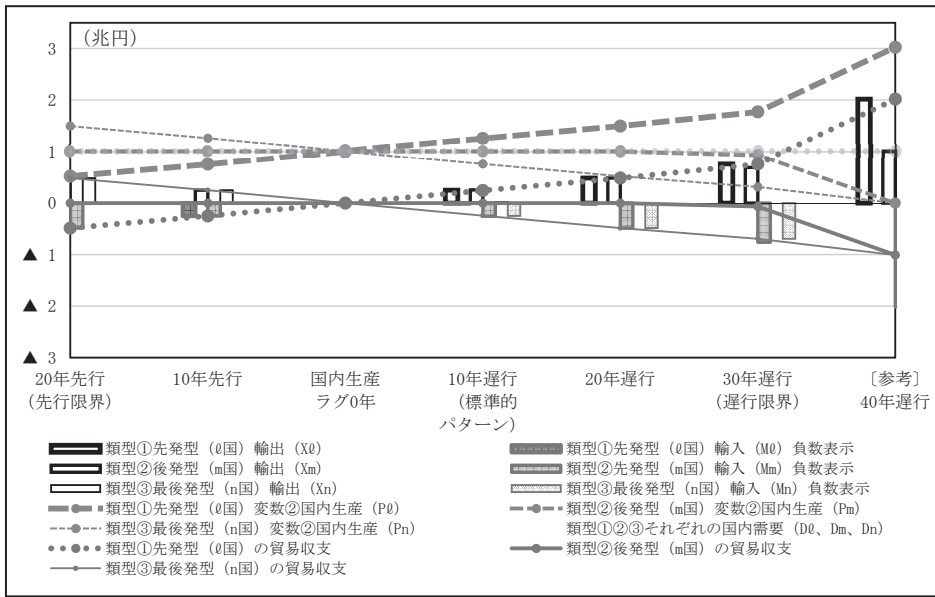 (兆円)
3
2
1
0
▲ 1
▲ 2
▲ 3
20年先行
(先行限界)
10年先行
国内生産
ラグ0年
10年遅行
(標準的
パターン)
20年遅行
30年遅行
(遅行限界)
〔参考〕
40年遅行
類型①先発型 (ℓ国) 輸出 (Xℓ)
類型①先発型 (ℓ国) 輸入 (Mℓ) 負数表示
類型②後発型 (m国) 輸出 (Xm)
類型②先発型 (m国) 輸入 (Mm) 負数表示
類型③最後発型 (n国) 輸出 (Xn)
類型③最後発型 (n国) 輸入 (Mn) 負数表示
類型①先発型 (ℓ国) 変数②国内生産 (Pℓ)
類型②後発型 (m国) 変数②国内生産 (Pm)
類型③最後発型 (n国) 変数②国内生産 (Pn)
類型①②③それぞれの国内需要 (Dℓ、Dm、Dn)
類型①先発型 (ℓ国) の貿易収支
類型②後発型 (m国) の貿易収支
類型③最後発型 (n国) の貿易収支